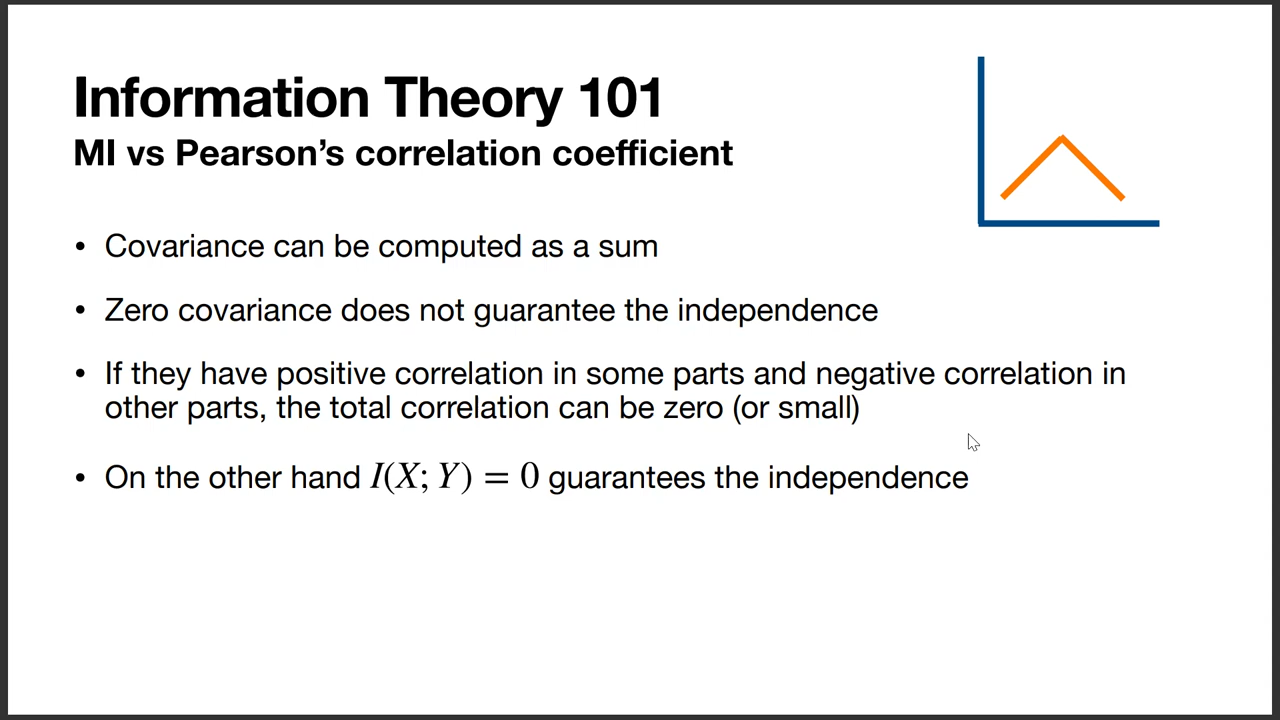 Information Theory 101
MI vs Pearson’s correlation coefficient
• Covariance can be computed as a sum
• Zero covariance does not guarantee the independence
• If they have positive correlation in some parts and negative correlation in
other parts, the total correlation can be zero (or small)
• On the other hand I(X; Y) = 0 guarantees the independence